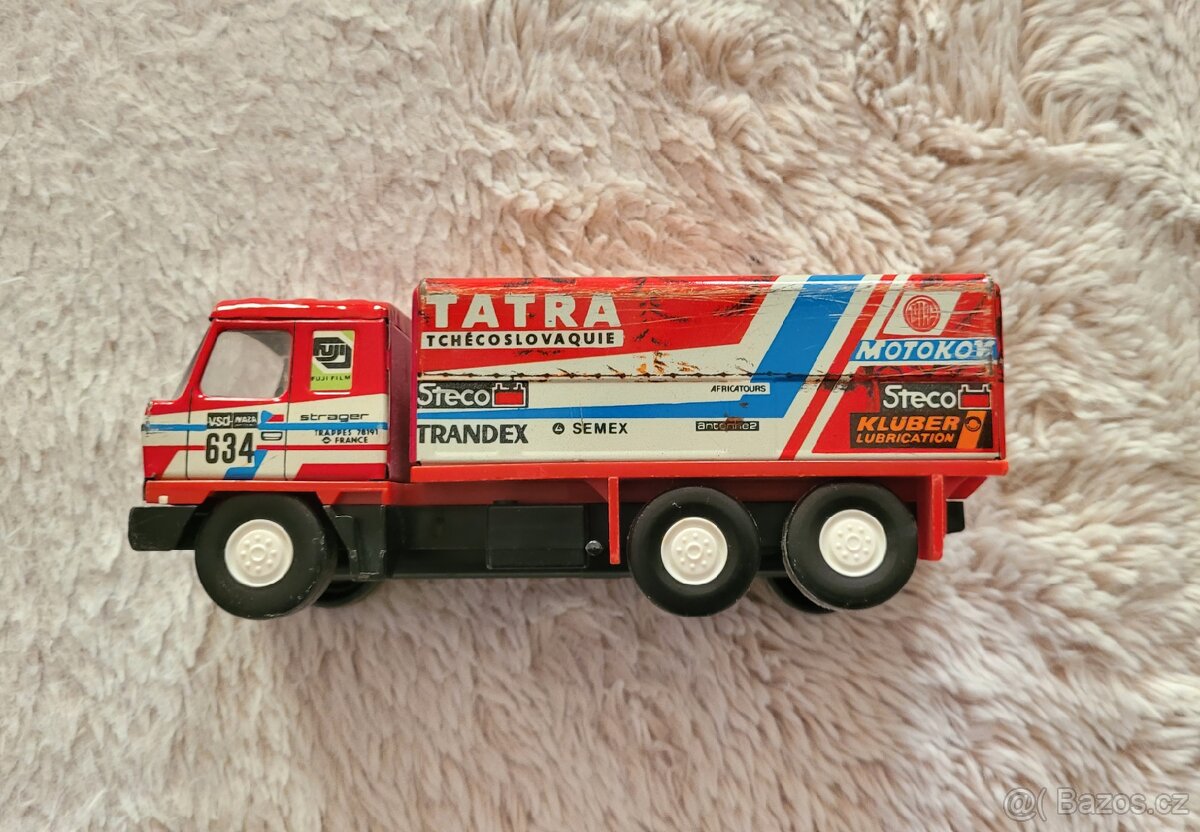 TATRA
TCHÉCOSLOVAQUIE
MOTOKOV
FUJI
FUJI FILM
Steco
AFRICATOURS
Steco
VSD
634
strager
TRAPPES 78191
FRANCE
TRANDEX
SEMEX
antenne2
KLUBER
LUBRICATION
@( Bazos.cz